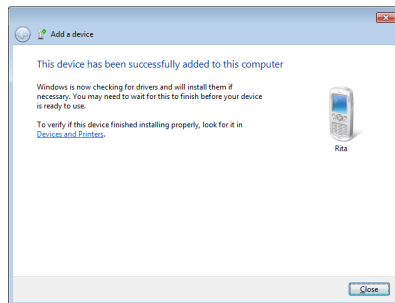 Add a device
This device has been successfully added to this computer
Windows is now checking for drivers and will install them if
necessary. You may need to wait for this to finish before your device
is ready to use.
To verify if this device finished installing properly, look for it in
Devices and Printers.
Rita
Close